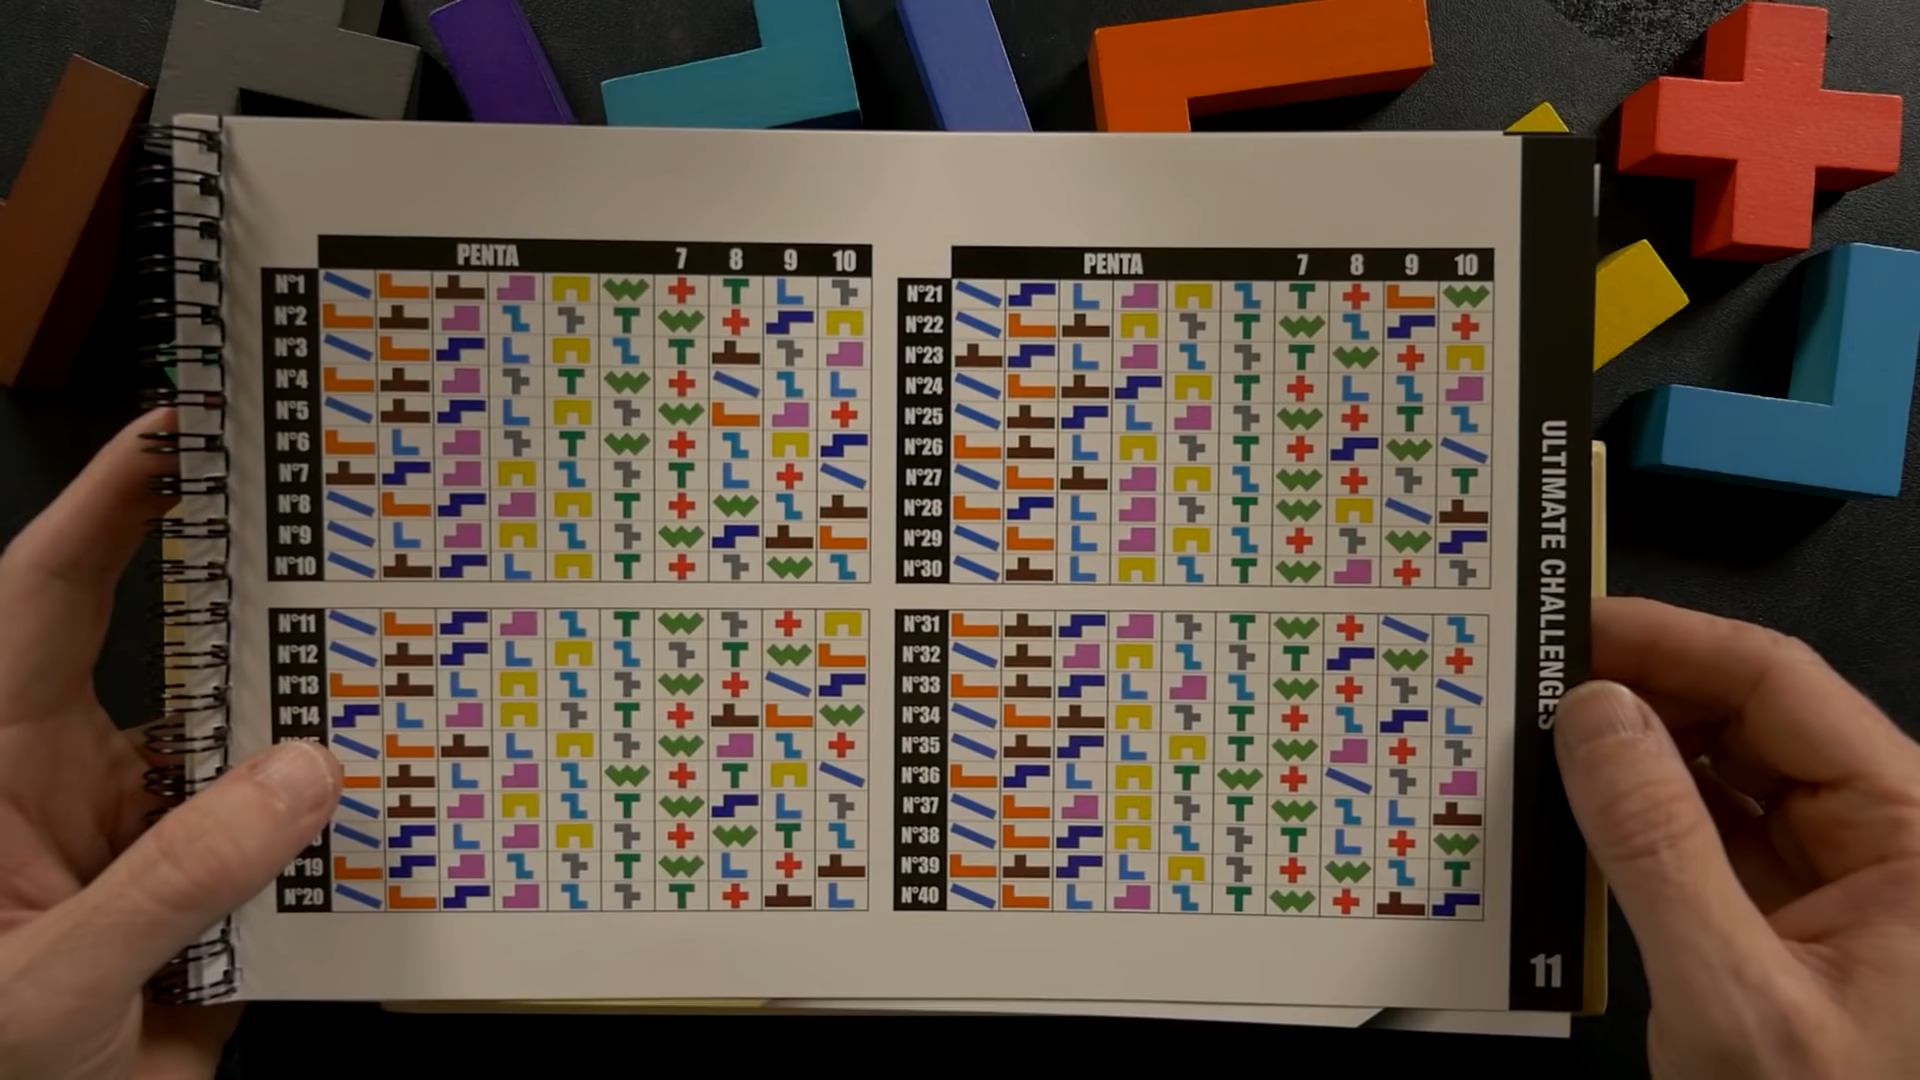 PENTA 7 8 9 10
N°1
N°2
N°3
N°4
N°5
N°6
N°7
N°8
N°9
N°10
N°11
N°12
N°13
N°14
N°19
N°20
PENTA 7 8 9 10
N°21
N°22
N°23
N°24
N°25
N°26
N°27
N°28
N°29
N°30
N°31
N°32
N°33
N°34
N°35
N°36
N°37
N°38
N°39
N°40
ULTIMATE CHALLENGES
11